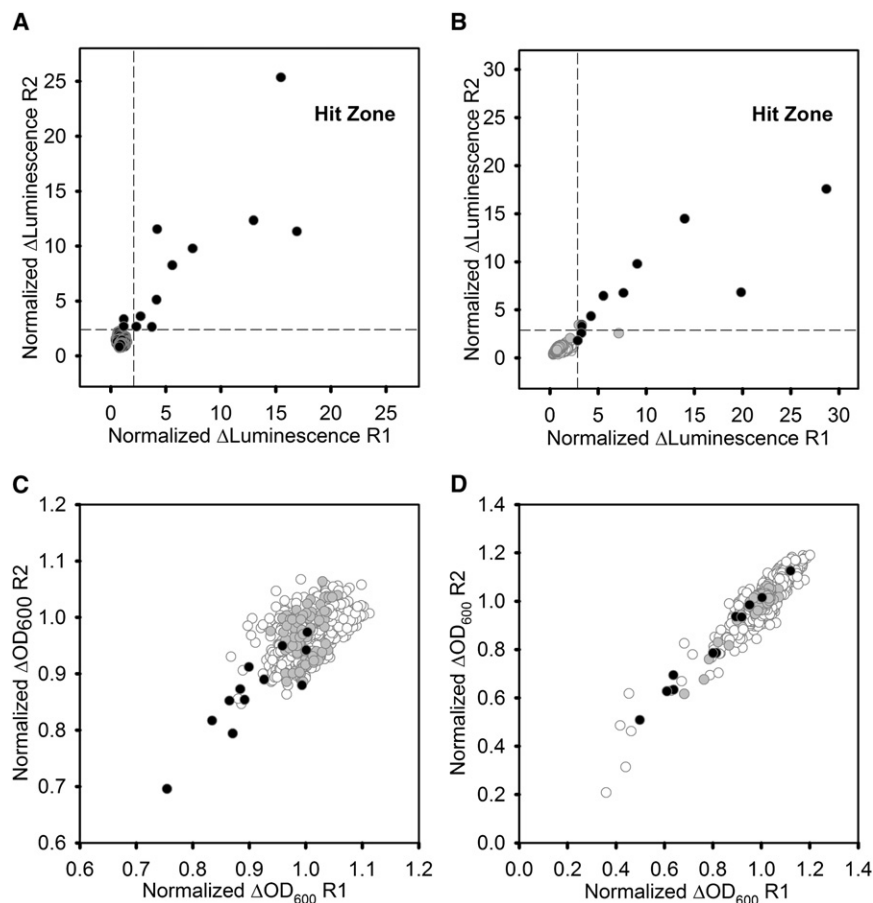 A
B
25
20
15
10
5
0
Normalized ΔLuminescence R2
Hit Zone
0 5 10 15 20 25
Normalized ΔLuminescence R1
30
25
20
15
10
5
0
Normalized ΔLuminescence R2
Hit Zone
0 5 10 15 20 25 30
Normalized ΔLuminescence R1
C
D
1.2
1.1
1.0
0.9
0.8
0.7
0.6
Normalized ΔOD600 R2
0.6 0.7 0.8 0.9 1.0 1.1 1.2
Normalized ΔOD600 R1
1.4
1.2
1.0
0.8
0.6
0.4
0.2
0.0
Normalized ΔOD600 R2
0.0 0.2 0.4 0.6 0.8 1.0 1.2 1.4
Normalized ΔOD600 R1